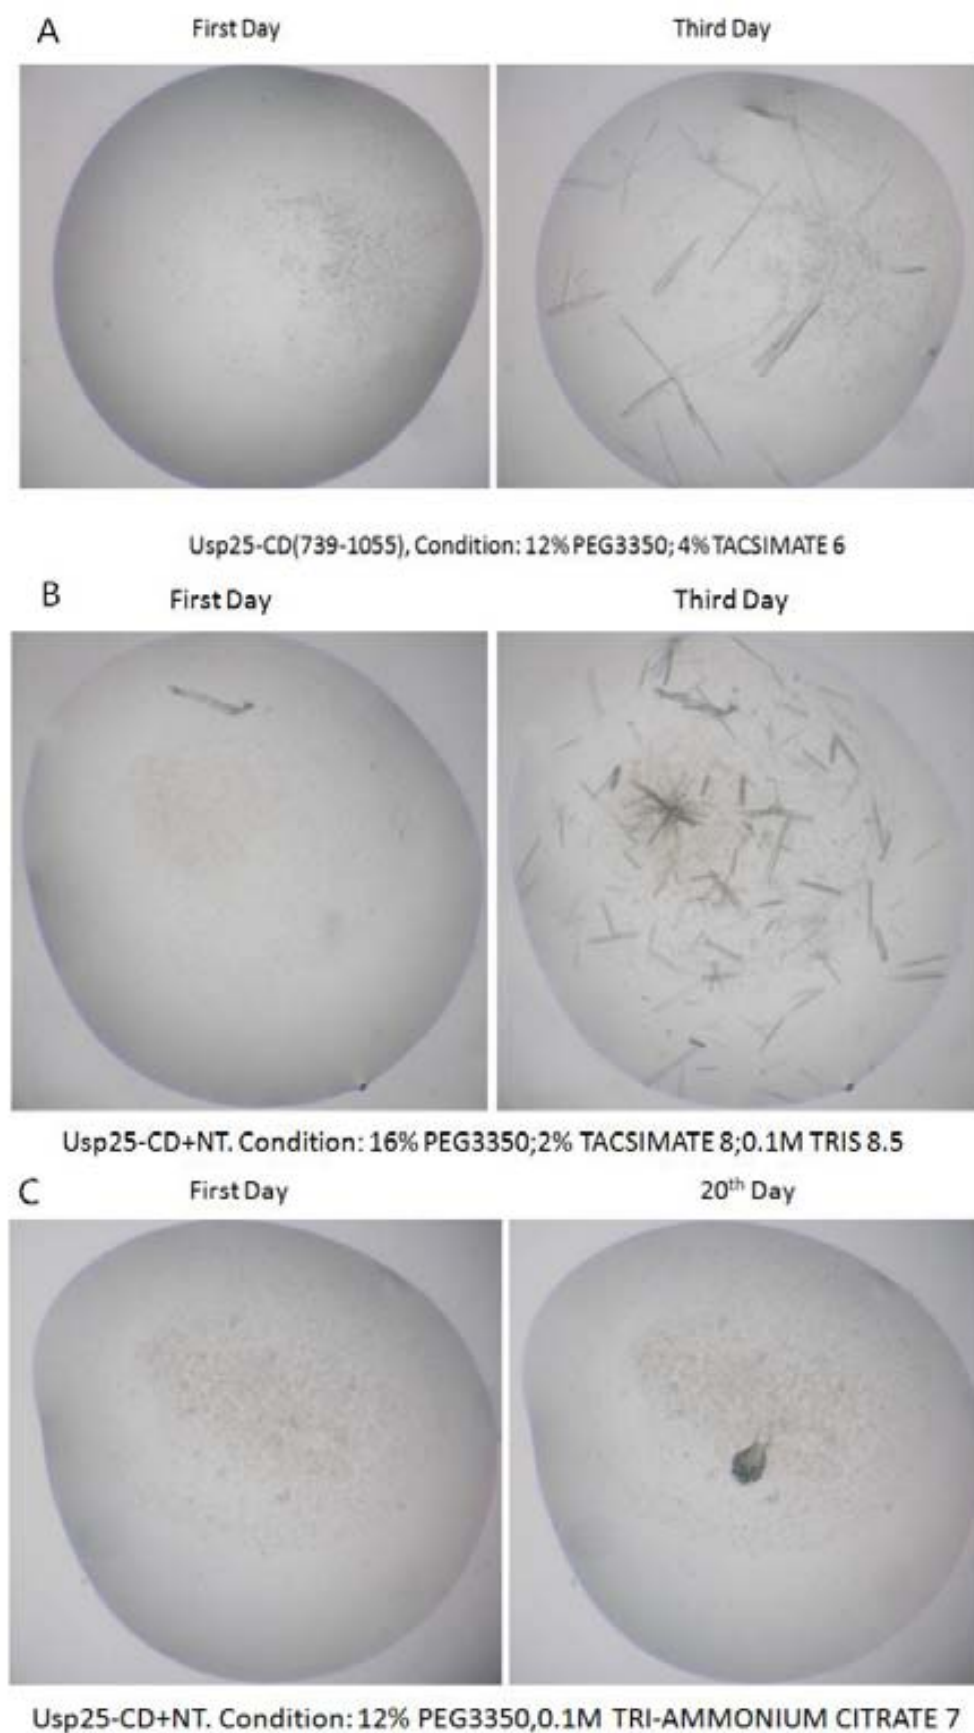 A
First Day Third Day
Usp25-CD(739-1055), Condition: 12% PEG3350; 4% TACSIMATE 6
B
First Day Third Day
Usp25-CD+NT. Condition: 16% PEG3350;2% TACSIMATE 8;0.1M TRIS 8.5
C
First Day 20th Day
Usp25-CD+NT. Condition: 12% PEG3350,0.1M TRI-AMMONIUM CITRATE 7